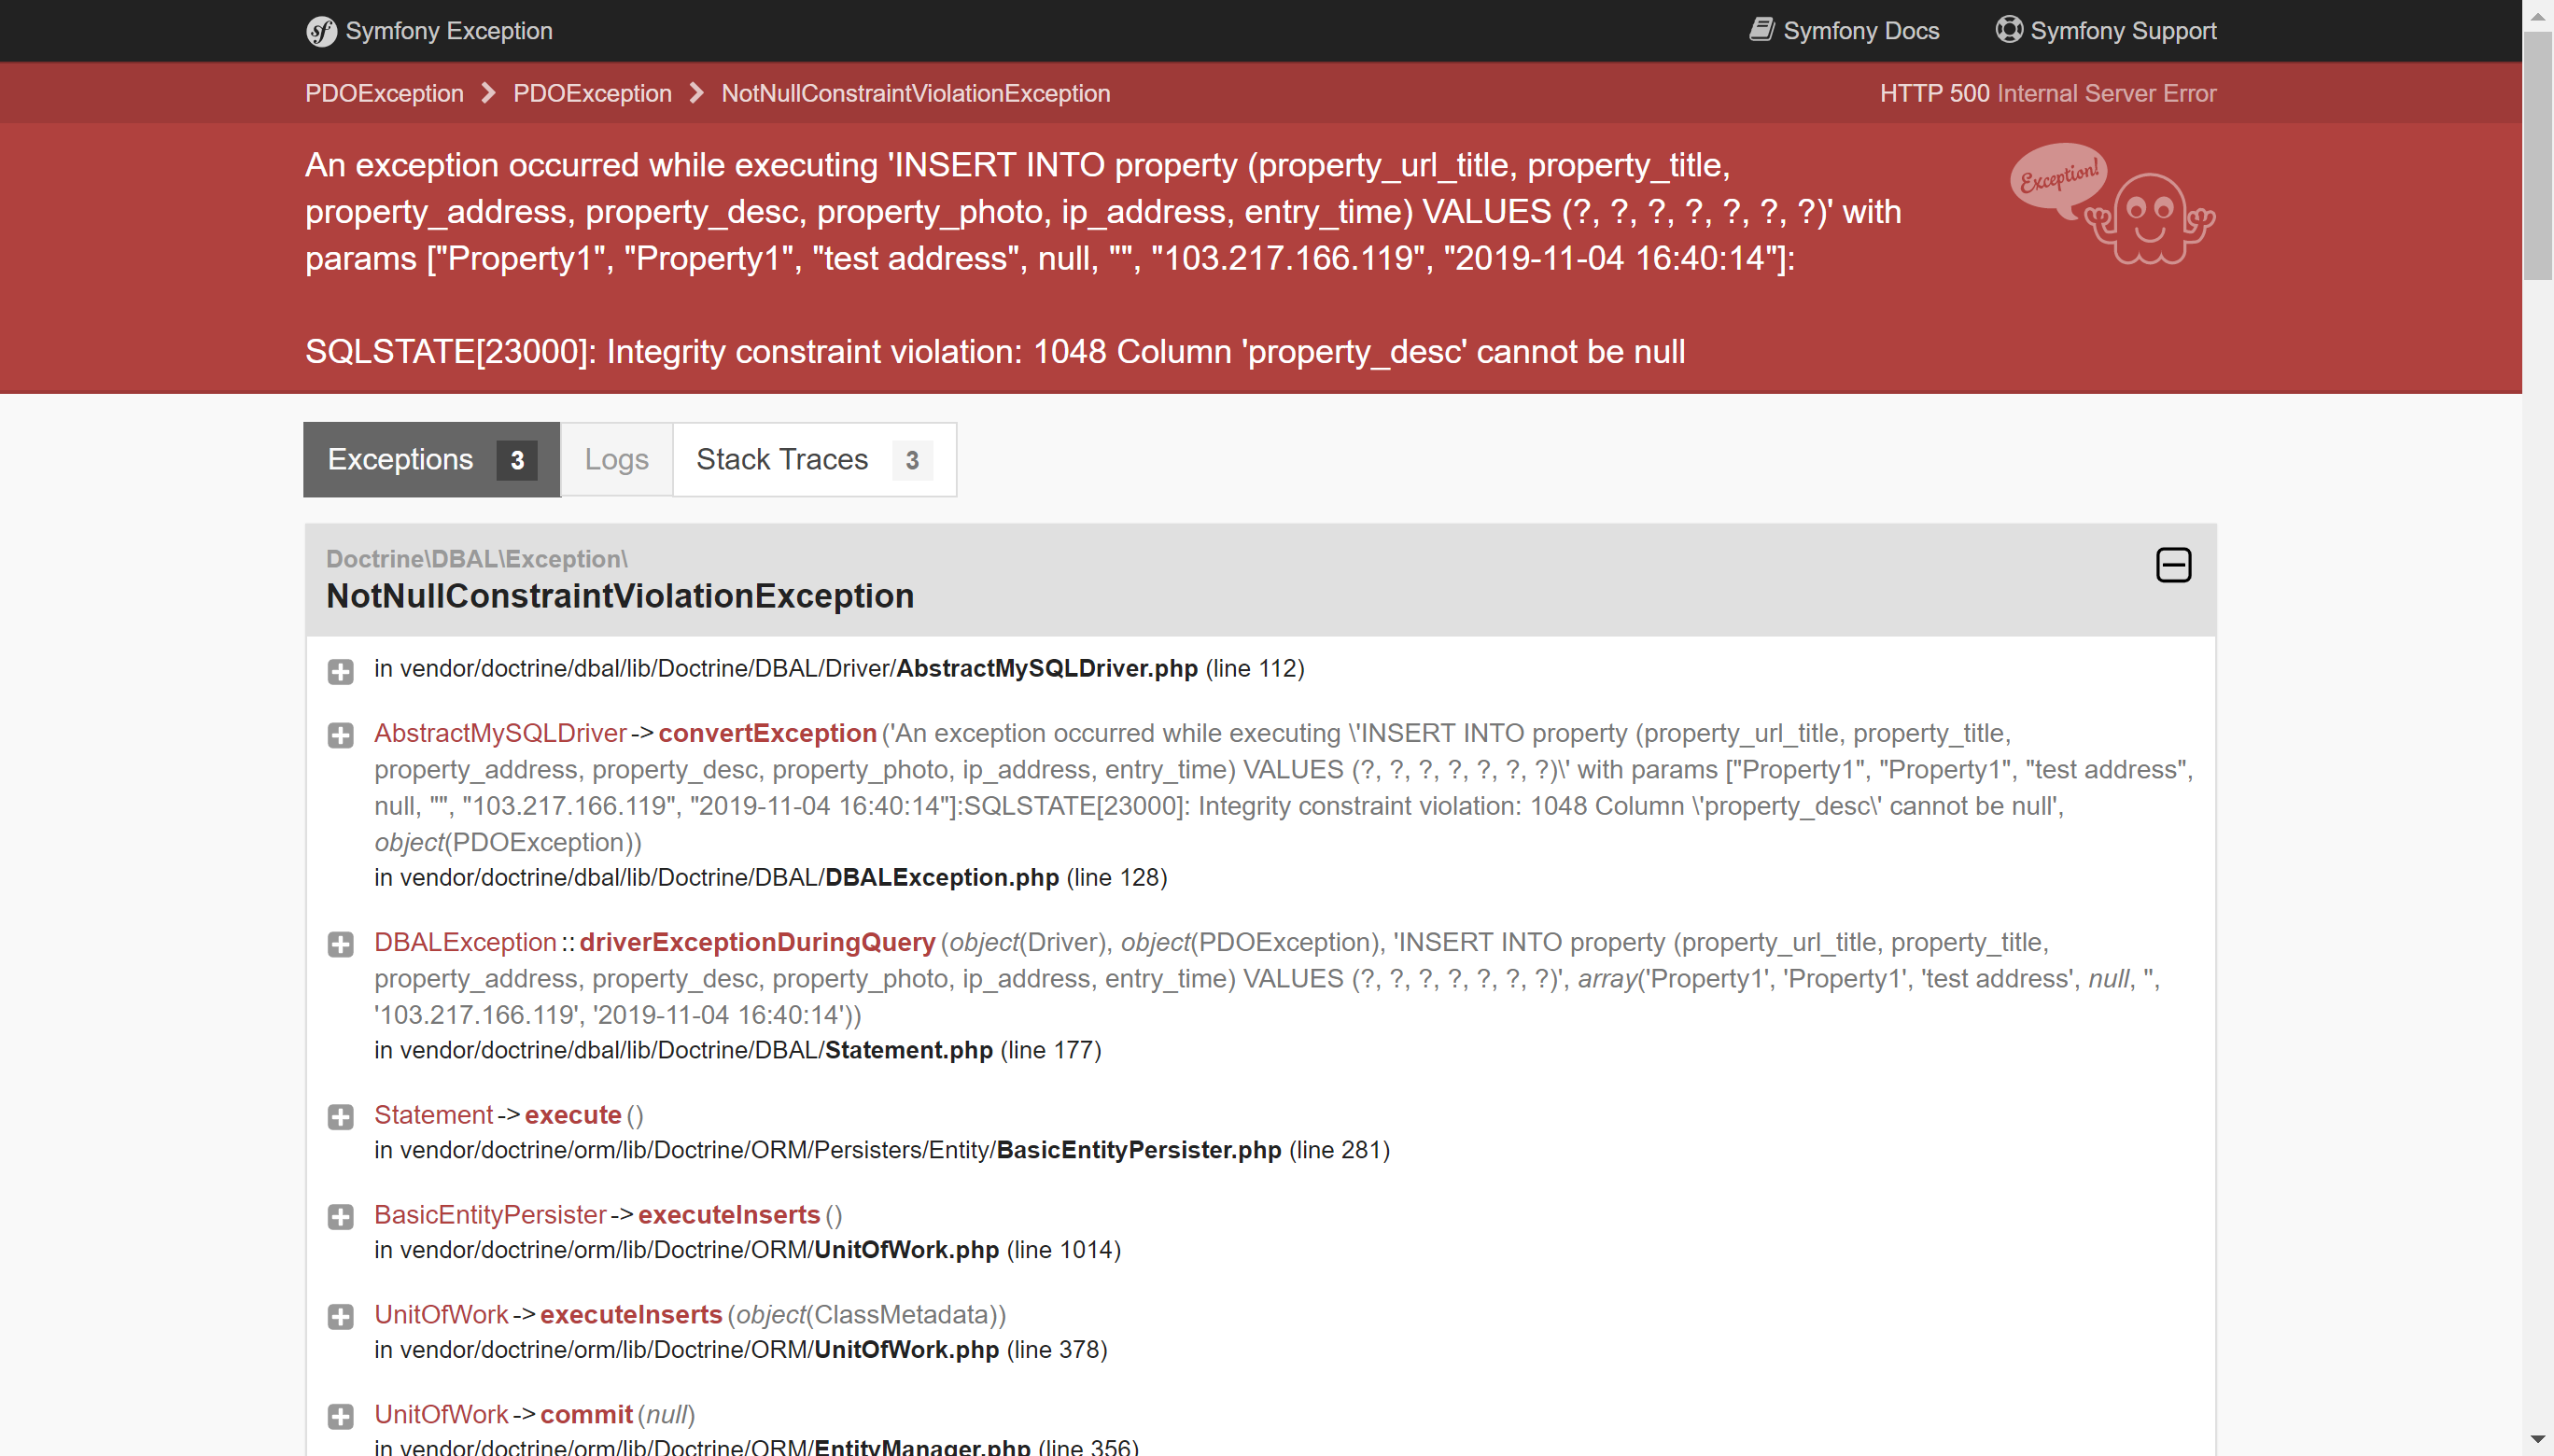 Symfony Exception
Symfony Docs
Symfony Support
PDOException PDOException NotNullConstraintViolationException
HTTP 500 Internal Server Error
An exception occurred while executing 'INSERT INTO property (property_url_title, property_title,
property_address, property_desc, property_photo, ip_address, entry_time) VALUES (?, ?, ?, ?, ?, ?, ?)' with
params ["Property1", "Property1", "test address", null, "", "103.217.166.119", "2019-11-04 16:40:14"]:
Exception!
SQLSTATE[23000]: Integrity constraint violation: 1048 Column 'property_desc' cannot be null
Exceptions 3
Logs
Stack Traces 3
Doctrine\DBAL\Exception\
NotNullConstraintViolationException
in vendor/doctrine/dbal/lib/Doctrine/DBAL/Driver/AbstractMySQLDriver.php (line 112)
AbstractMySQLDriver->convertException('An exception occurred while executing \'INSERT INTO property (property_url_title, property_title,
property_address, property_desc, property_photo, ip_address, entry_time) VALUES (?, ?, ?, ?, ?, ?, ?)\' with params ["Property1", "Property1", "test address",
null, "", "103.217.166.119", "2019-11-04 16:40:14"]:SQLSTATE[23000]: Integrity constraint violation: 1048 Column \'property_desc\' cannot be null',
object(PDOException))
in vendor/doctrine/dbal/lib/Doctrine/DBAL/DBALException.php (line 128)
DBALException::driverExceptionDuringQuery(object(Driver), object(PDOException), 'INSERT INTO property (property_url_title, property_title,
property_address, property_desc, property_photo, ip_address, entry_time) VALUES (?, ?, ?, ?, ?, ?, ?)', array('Property1', 'Property1', 'test address', null, '',
'103.217.166.119', '2019-11-04 16:40:14'))
in vendor/doctrine/dbal/lib/Doctrine/DBAL/Statement.php (line 177)
Statement->execute()
in vendor/doctrine/orm/lib/Doctrine/ORM/Persisters/Entity/BasicEntityPersister.php (line 281)
BasicEntityPersister->executeInserts()
in vendor/doctrine/orm/lib/Doctrine/ORM/UnitOfWork.php (line 1014)
UnitOfWork->executeInserts(object(ClassMetadata))
in vendor/doctrine/orm/lib/Doctrine/ORM/UnitOfWork.php (line 378)
UnitOfWork->commit(null)
in vendor/doctrine/orm/lib/Doctrine/ORM/EntityManager.php (line 356)